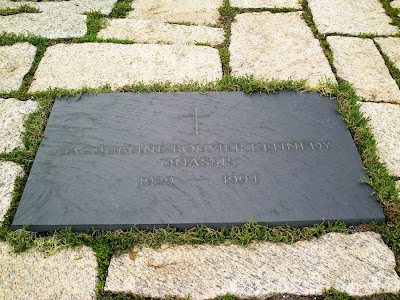 JACQUELINE BOUVIER KENNEDY
ONASSIS
1929 — 1994